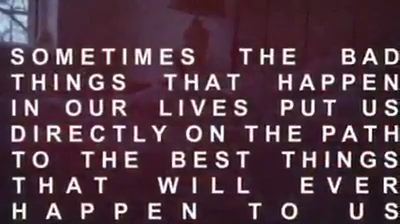 SOMETIMES THE BAD
THINGS THAT HAPPEN
IN OUR LIVES PUT US
DIRECTLY ON THE PATH
TO THE BEST THINGS
THAT WILL EVER
HAPPEN TO US